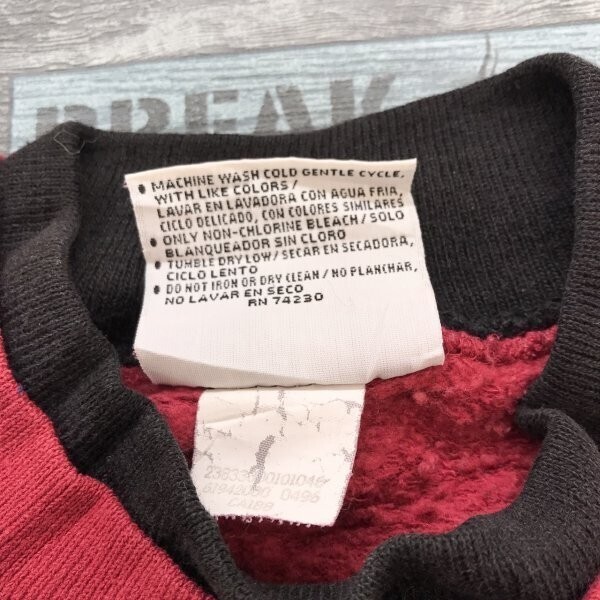 BREAK
• MACHINE WASH COLD GENTLE CYCLE,
WITH LIKE COLORS /
LAVAR EN LAVADORA CON AGUA FRIA,
CICLO DELICADO, CON COLORES SIMILARES
• ONLY NON-CHLORINE BLEACH / SOLO
BLANQUEADOR SIN CLORO
• TUMBLE DRY LOW / SECAR EN SECADORA,
CICLO LENTO
• DO NOT IRON OR DRY CLEAN / NO PLANCHAR,
NO LAVAR EN SECO
RN 74230
0496